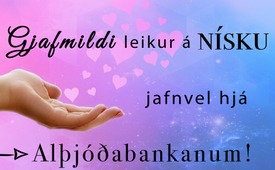 Gjafmildi leikur á NÍSKU
jafnvel hjá
Alþjóðabankanum!